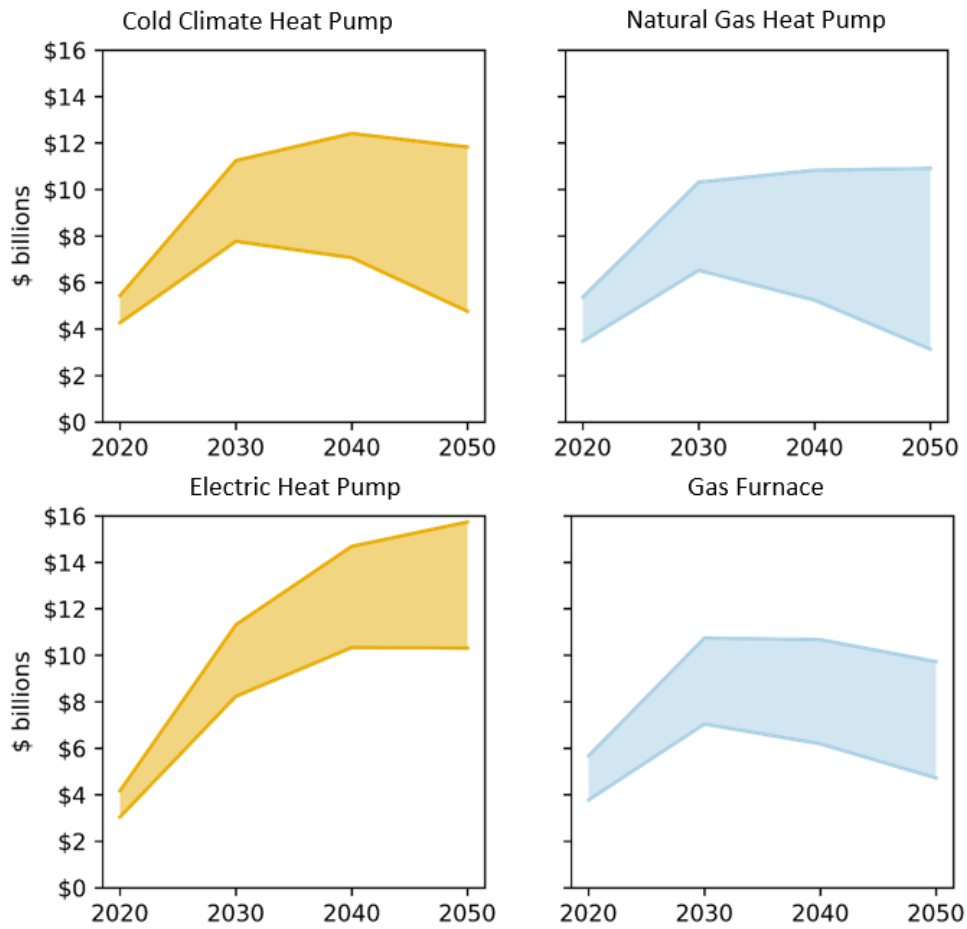 Cold Climate Heat Pump
$16
$14
$12
$10
$8
$6
$4
$2
$0
$ billions
2020 2030 2040 2050
Natural Gas Heat Pump
2020 2030 2040 2050
Electric Heat Pump
$16
$14
$12
$10
$8
$6
$4
$2
$0
$ billions
2020 2030 2040 2050
Gas Furnace
2020 2030 2040 2050